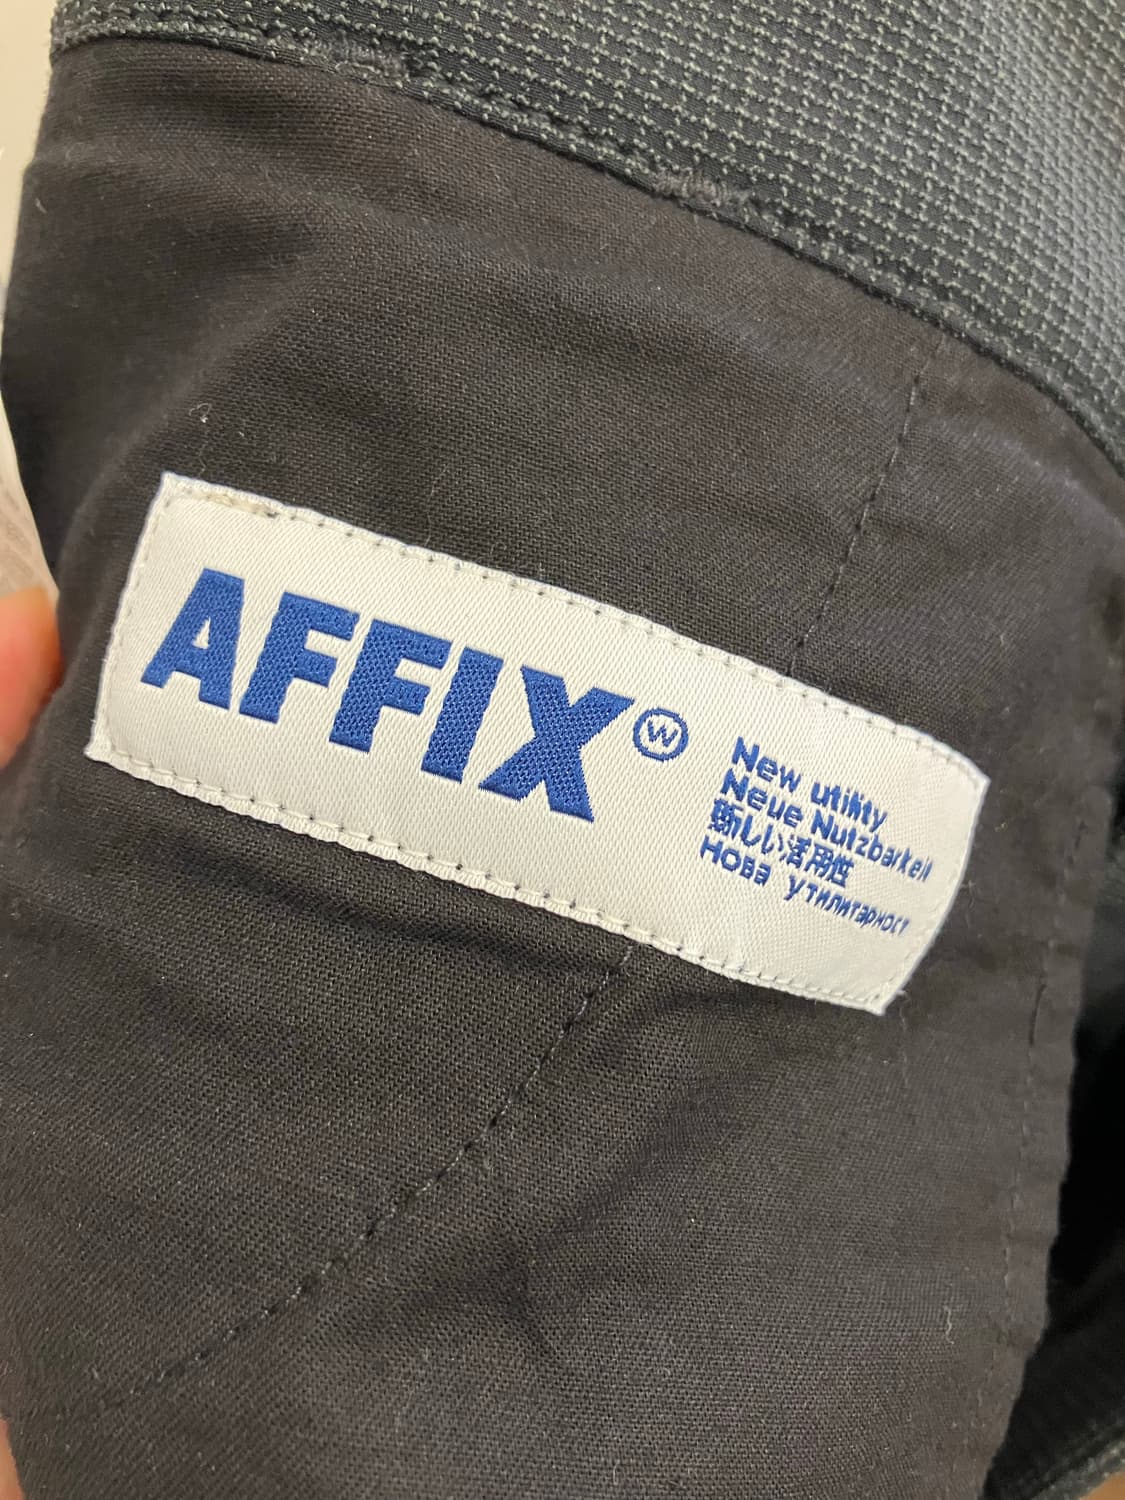 AFFIX Ⓦ
New utility
Neue Nutzbarkeit
新しい活用性
Нова утилитарност